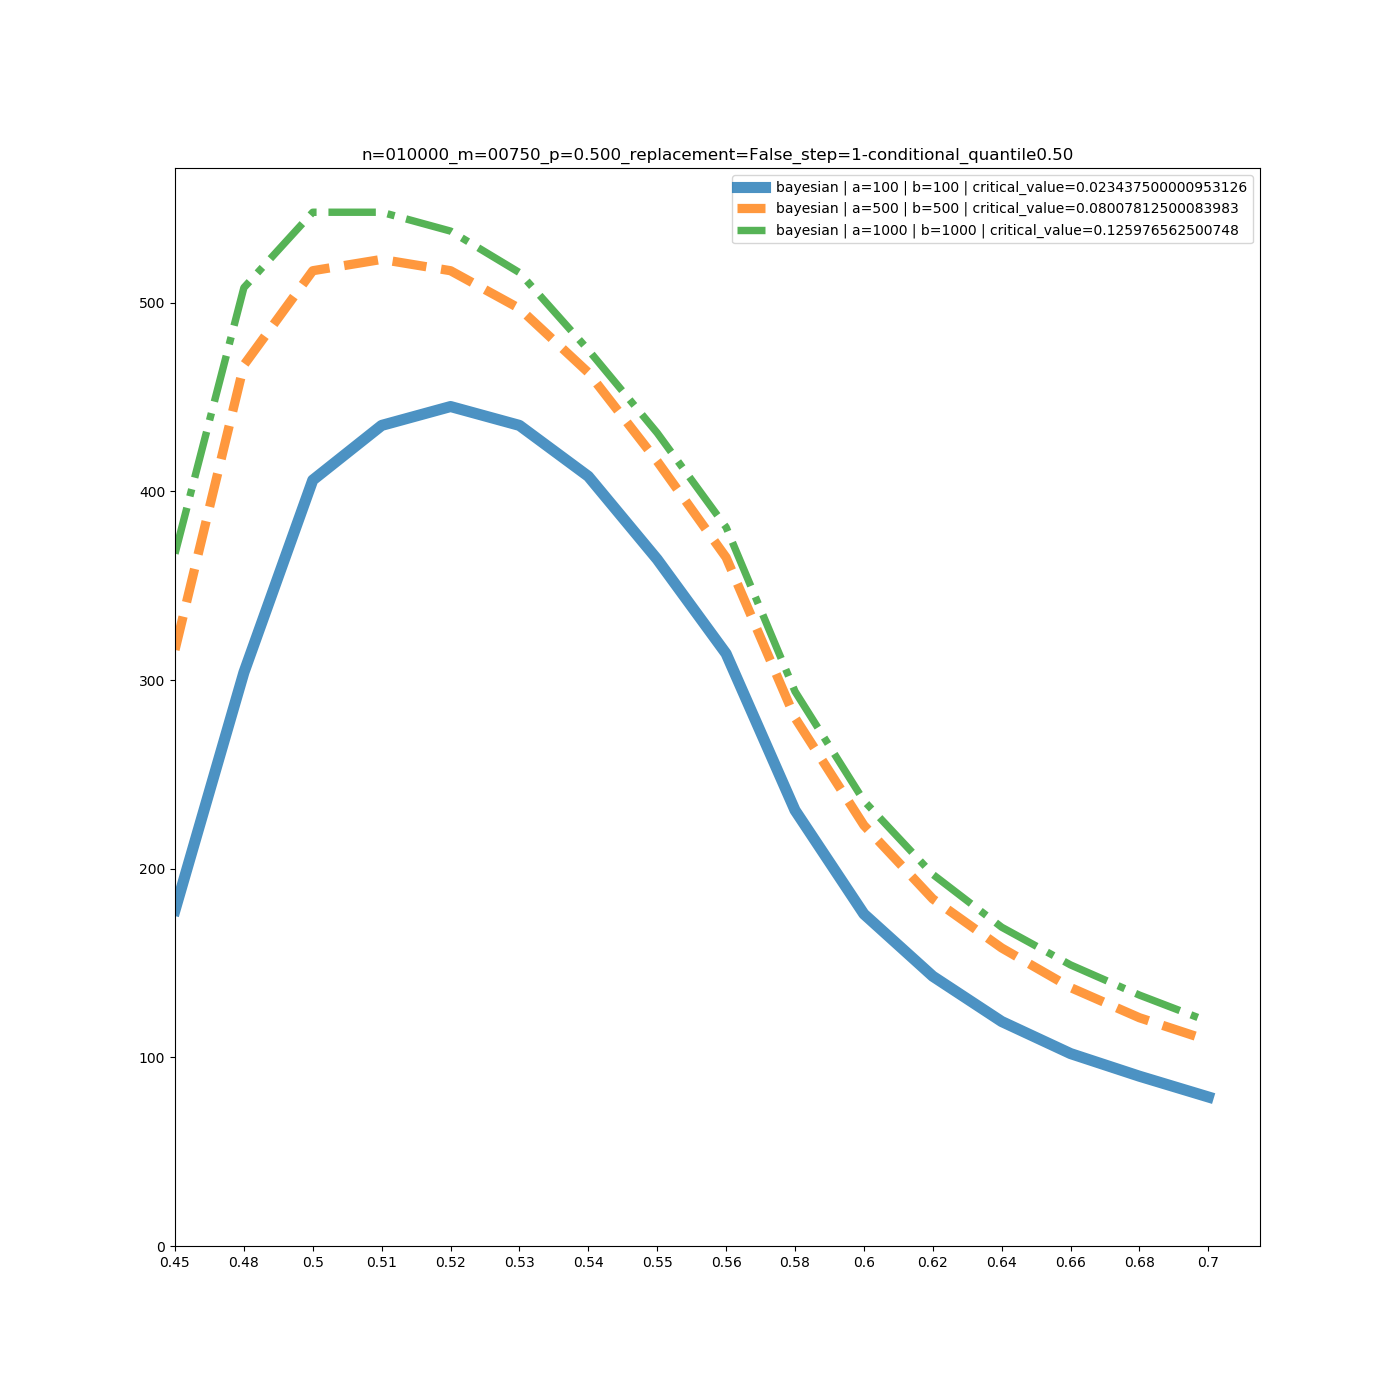 n=010000_m=00750_p=0.500_replacement=False_step=1-conditional_quantile0.50
bayesian | a=100 | b=100 | critical_value=0.023437500000953126
bayesian | a=500 | b=500 | critical_value=0.08007812500083983
bayesian | a=1000 | b=1000 | critical_value=0.125976562500748
500
400
300
200
100
0
0.45 0.48 0.5 0.51 0.52 0.53 0.54 0.55 0.56 0.58 0.6 0.62 0.64 0.66 0.68 0.7